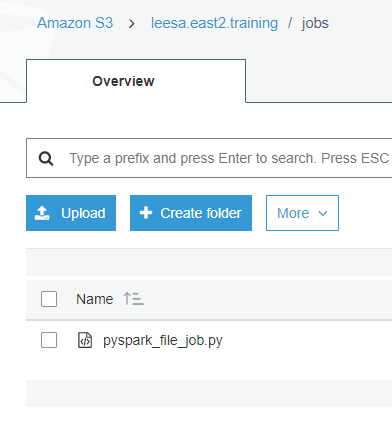 Amazon S3 > leesa.east2.training / jobs
Overview
Type a prefix and press Enter to search. Press ESC
Upload + Create folder More
Name
pyspark_file_job.py